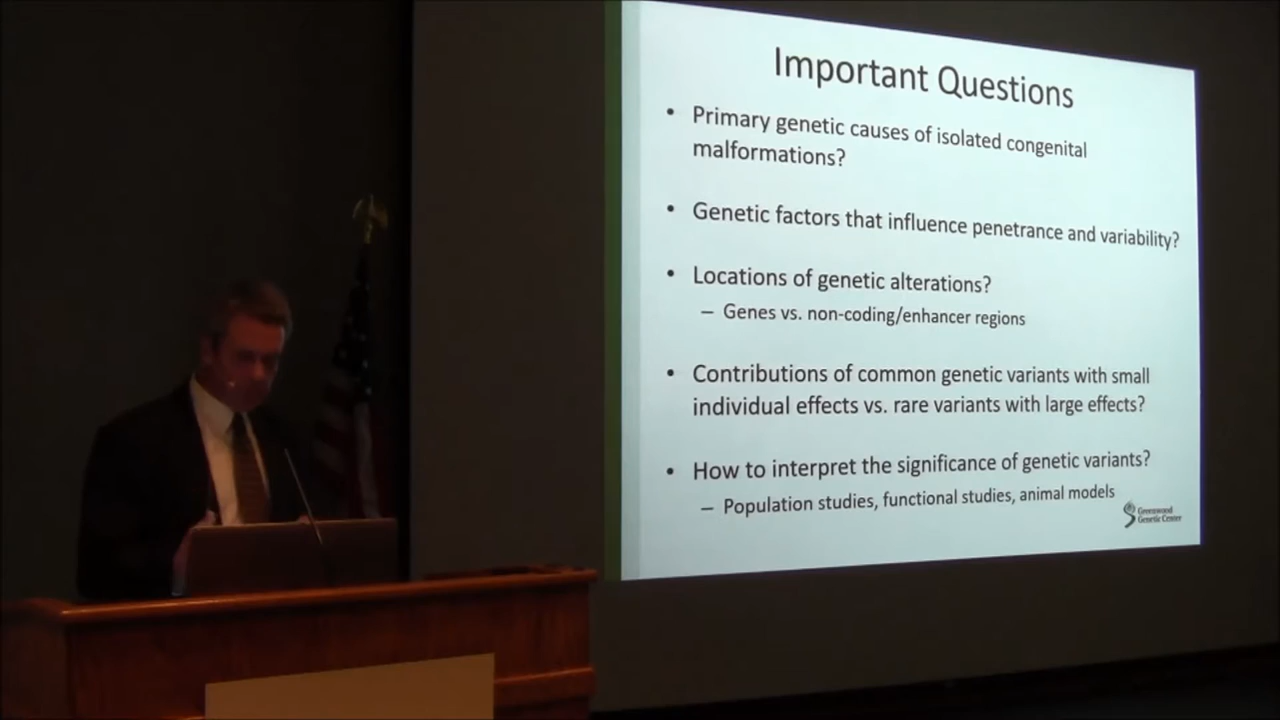 Important Questions
• Primary genetic causes of isolated congenital
malformations?
• Genetic factors that influence penetrance and variability?
• Locations of genetic alterations?
– Genes vs. non-coding/enhancer regions
• Contributions of common genetic variants with small
individual effects vs. rare variants with large effects?
• How to interpret the significance of genetic variants?
– Population studies, functional studies, animal models
Greenwood
Genetic Center